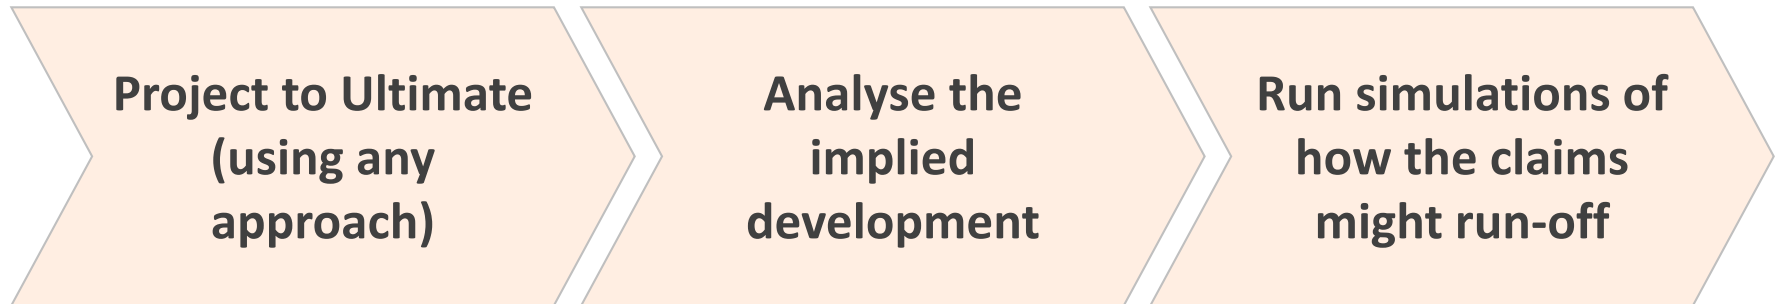 Project to Ultimate
(using any
approach)
Analyse the
implied
development
Run simulations of
how the claims
might run-off